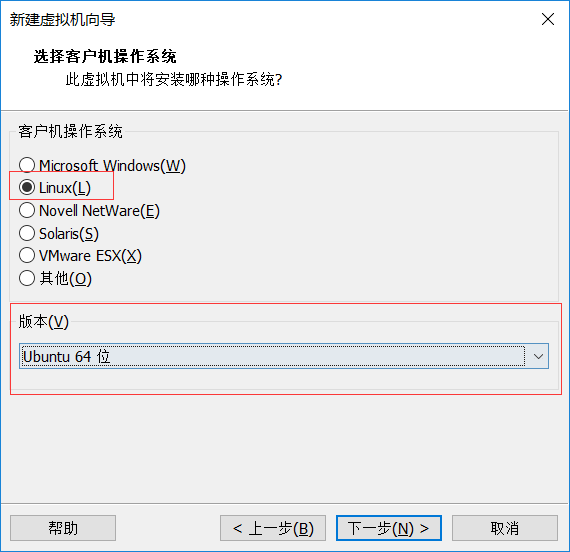 新建虚拟机向导
选择客户机操作系统
此虚拟机中将安装哪种操作系统?
客户机操作系统
Microsoft Windows(W)
Linux(L)
Novell NetWare(E)
Solaris(S)
VMware ESX(X)
其他(O)
版本(V)
Ubuntu 64 位
帮助
< 上一步(B)
下一步(N) >
取消